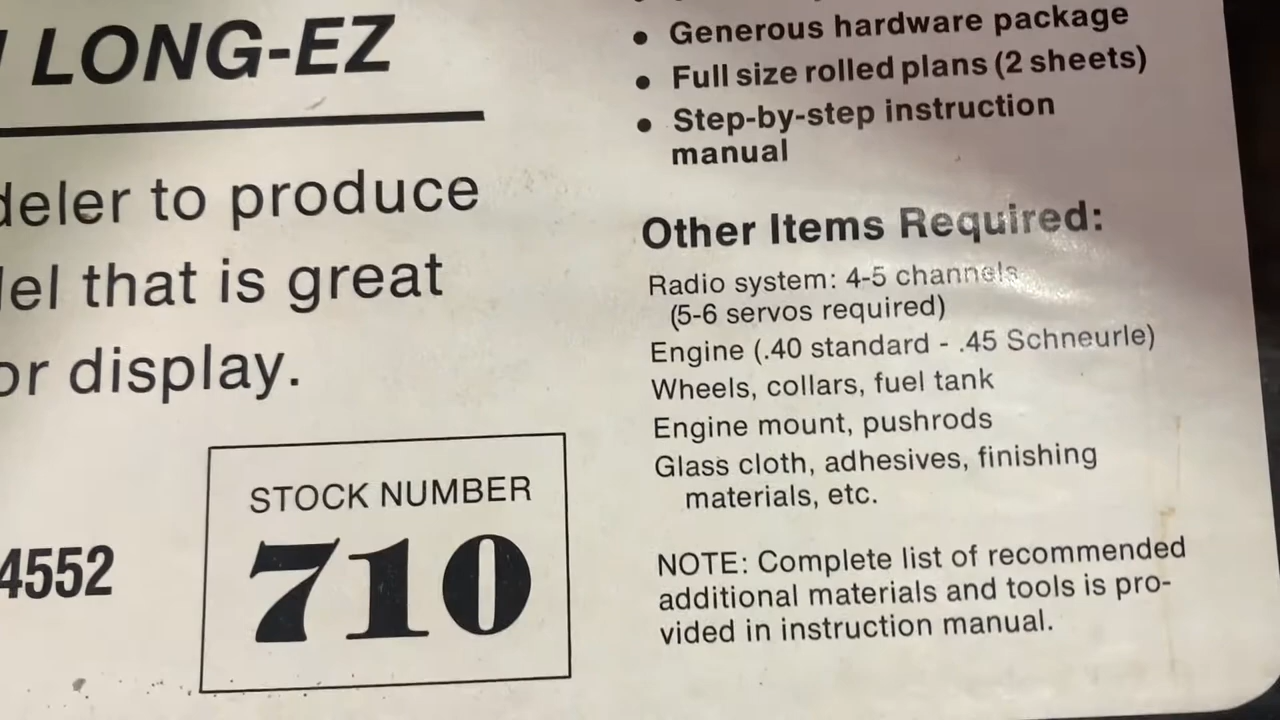 LONG-EZ
to produce
that is great
display.
4552
STOCK NUMBER
710
• Generous hardware package
• Full size rolled plans (2 sheets)
• Step-by-step instruction
manual
Other Items Required:
Radio system: 4-5 channels
(5-6 servos required)
Engine (.40 standard - .45 Schneurle)
Wheels, collars, fuel tank
Engine mount, pushrods
Glass cloth, adhesives, finishing
materials, etc.
NOTE: Complete list of recommended
additional materials and tools is pro-
vided in instruction manual.